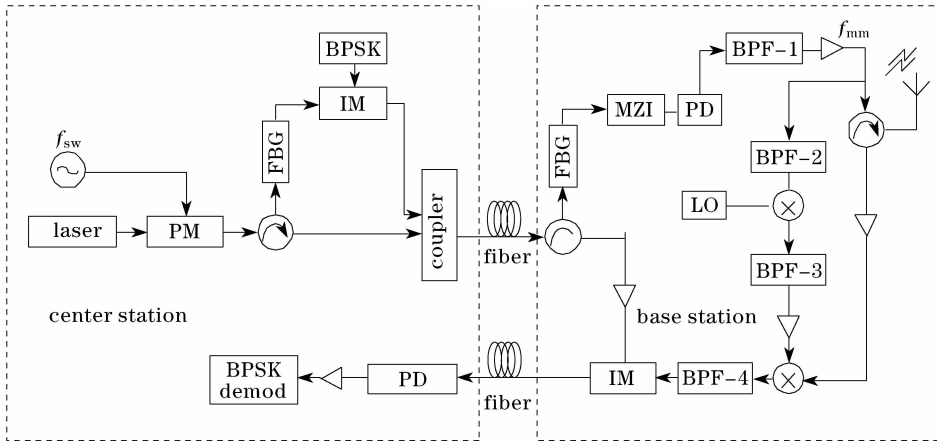 BPSK
IM
FBG
f_sw
laser
PM
coupler
fiber
center station
BPSK
demod
PD
fiber
f_mm
BPF-1
MZI
PD
FBG
BPF-2
LO
BPF-3
base station
IM
BPF-4